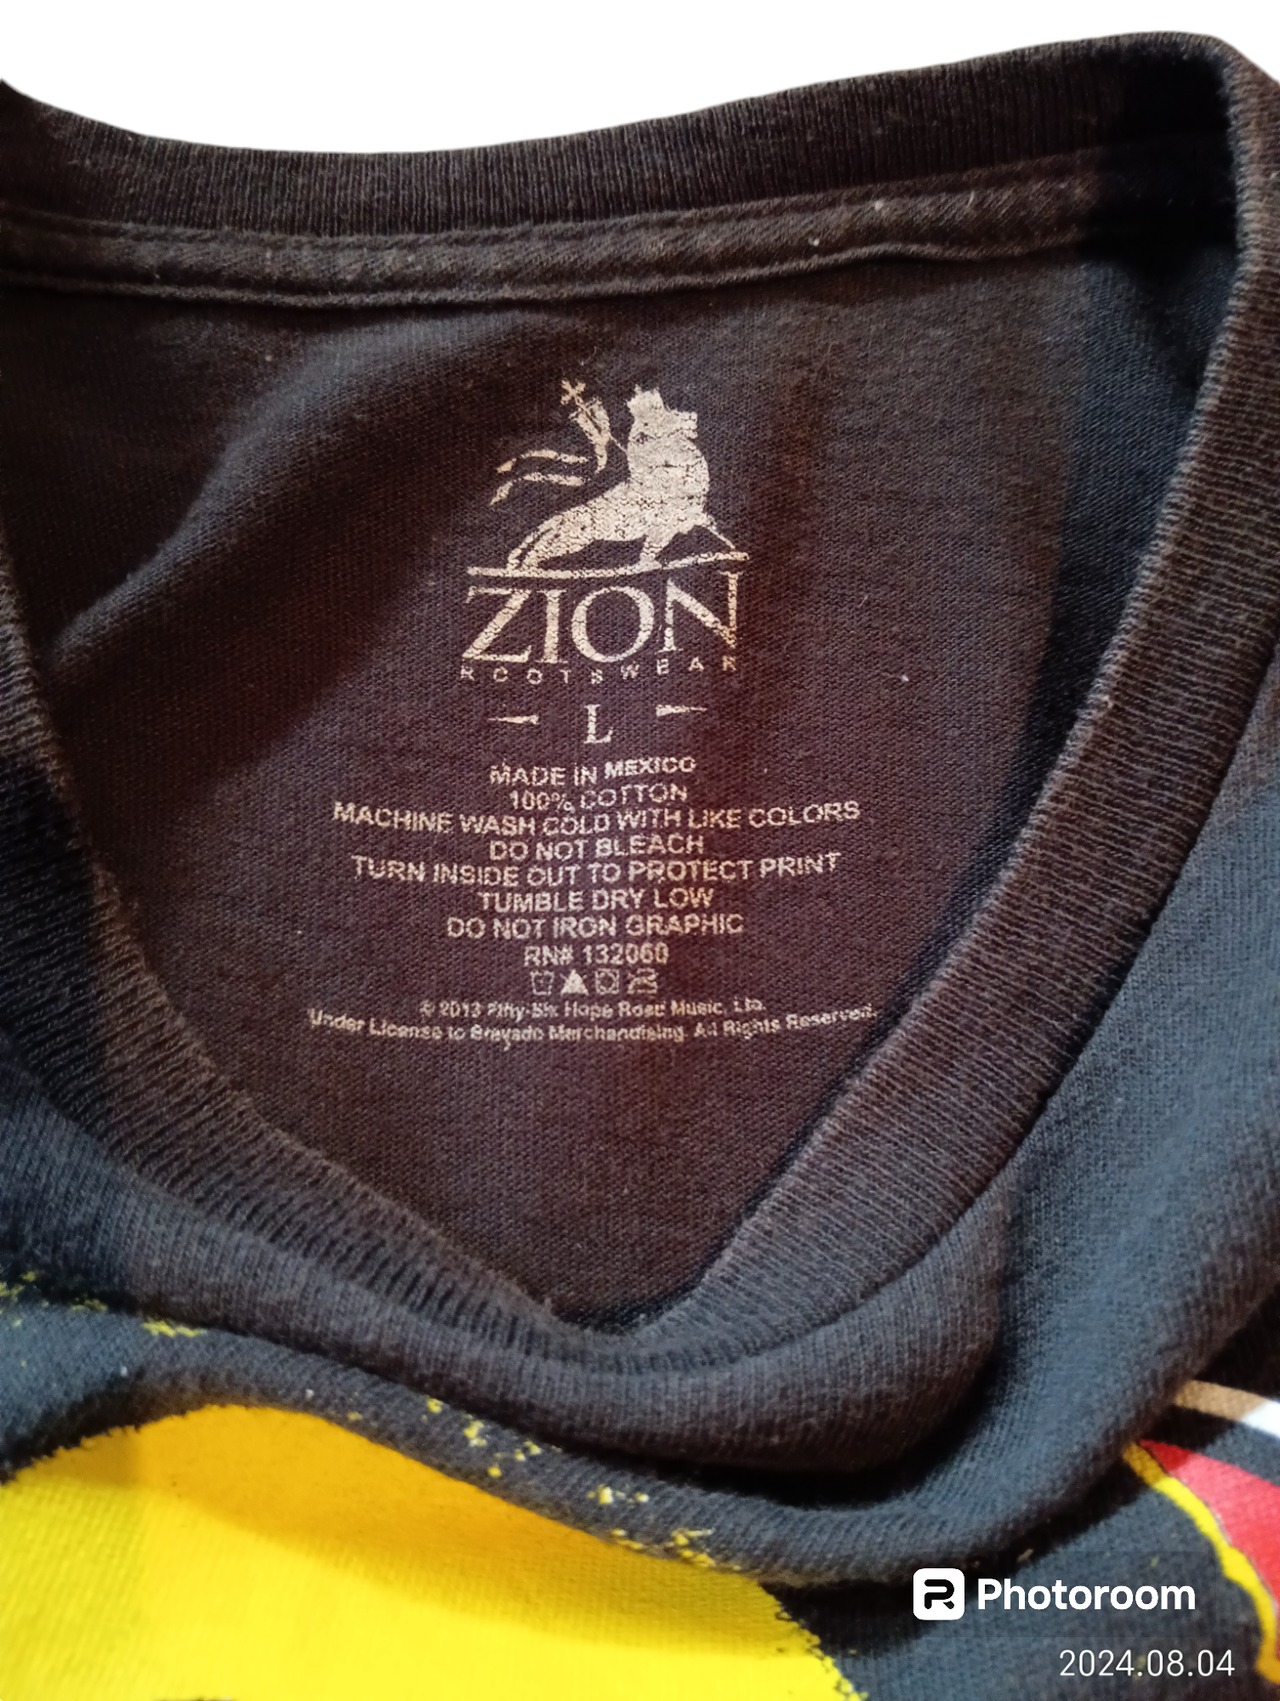 ZION
ROOTSWEAR
L
MADE IN MEXICO
100% COTTON
MACHINE WASH COLD WITH LIKE COLORS
DO NOT BLEACH
TURN INSIDE OUT TO PROTECT PRINT
TUMBLE DRY LOW
DO NOT IRON GRAPHIC
RN# 132060
© 2013 Fifty-Six Hope Road Music, Ltd.
Under License to Bravado Merchandising. All Rights Reserved.
Photoroom
2024.08.04